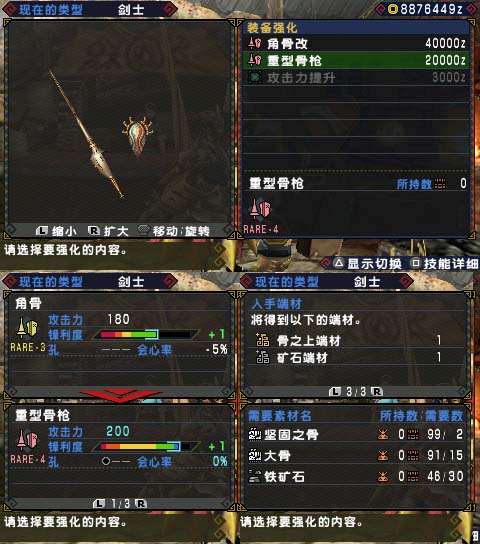 现在的类型 剑士
缩小 扩大 移动/旋转
请选择要强化的内容。
8876449z
装备强化
角骨改 40000z
重型骨枪 20000z
攻击力提升 3000z
重型骨枪 所持数 0
RARE-4
显示切换 技能详细
现在的类型 剑士
角骨
攻击力 180
锋利度 +1
RARE-3 孔 --- 会心率 -5%
重型骨枪
攻击力 200
锋利度 +1
RARE-4 孔 ○-- 会心率 0%
L 1/3 R
请选择要强化的内容。
现在的类型 剑士
入手端材
将得到以下的端材。
骨之上端材 1
矿石端材 1
L 3/3 R
需要素材名 所持数/需要数
坚固之骨 0 99/ 2
大骨 0 91/15
铁矿石 0 46/30
请选择要强化的内容。